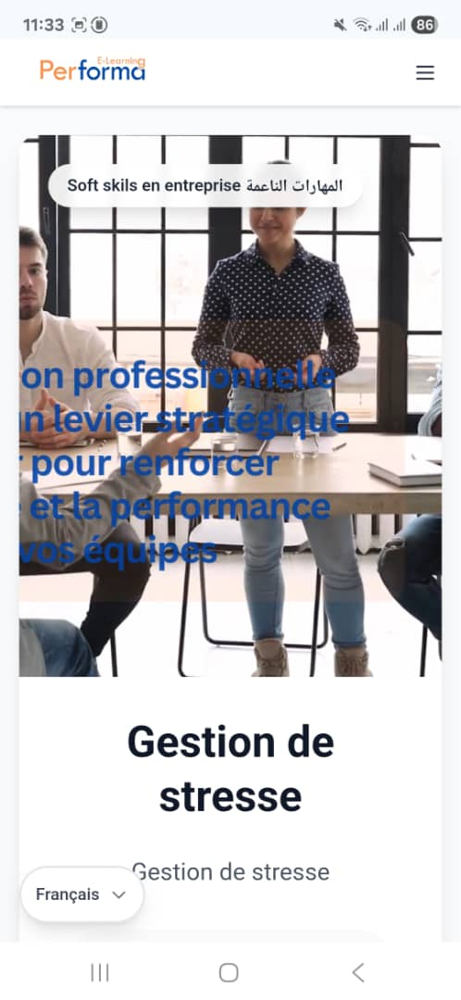 11:33
86
E-Learning
Performa
Soft skils en entreprise المهارات الناعمة
on professionnelle
n levier stratégique
pour renforcer
et la performance
vos équipes
Gestion de
stresse
Gestion de stresse
Français